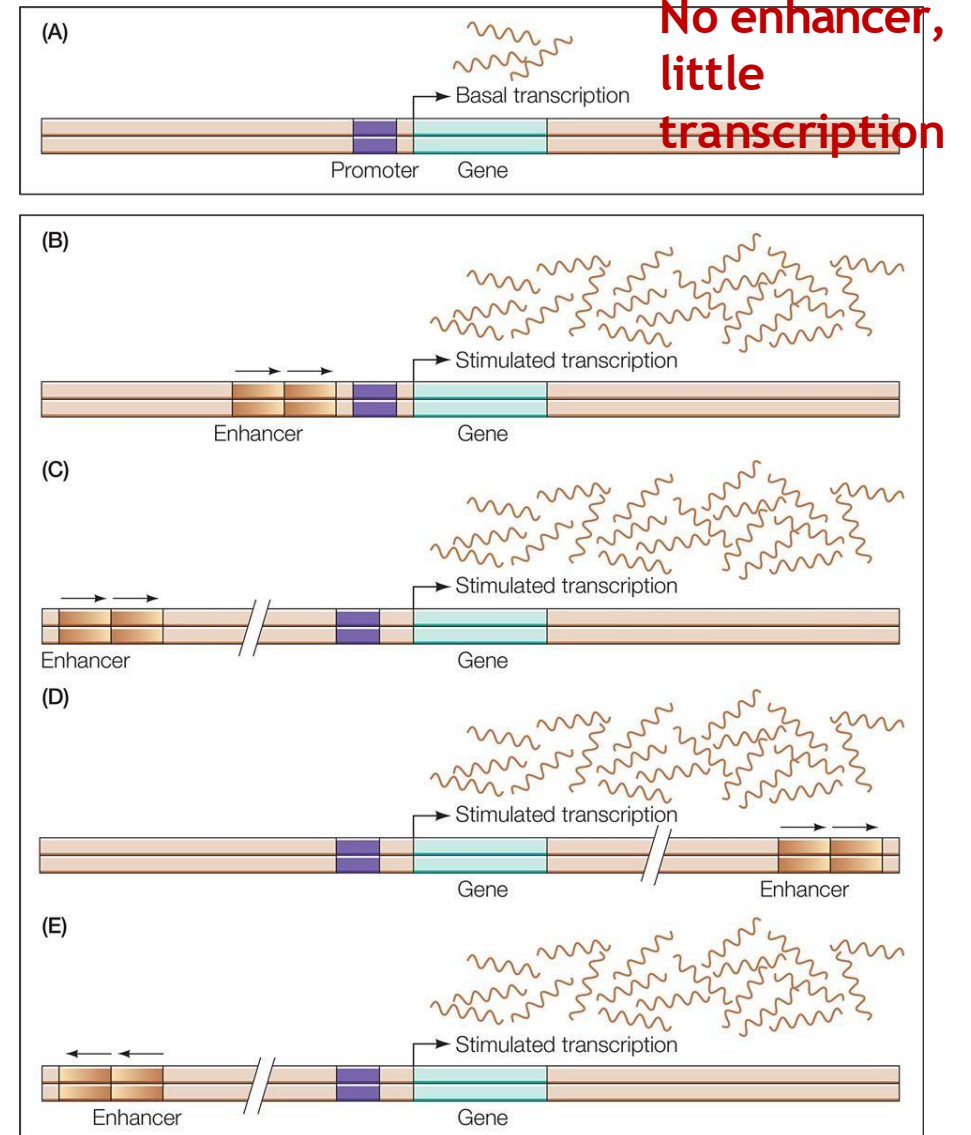 (A)
No enhancer,
little
transcription
Basal transcription
Promoter Gene
(B)
Stimulated transcription
Enhancer Gene
(C)
Stimulated transcription
Enhancer Gene
(D)
Stimulated transcription
Gene Enhancer
(E)
Stimulated transcription
Enhancer Gene